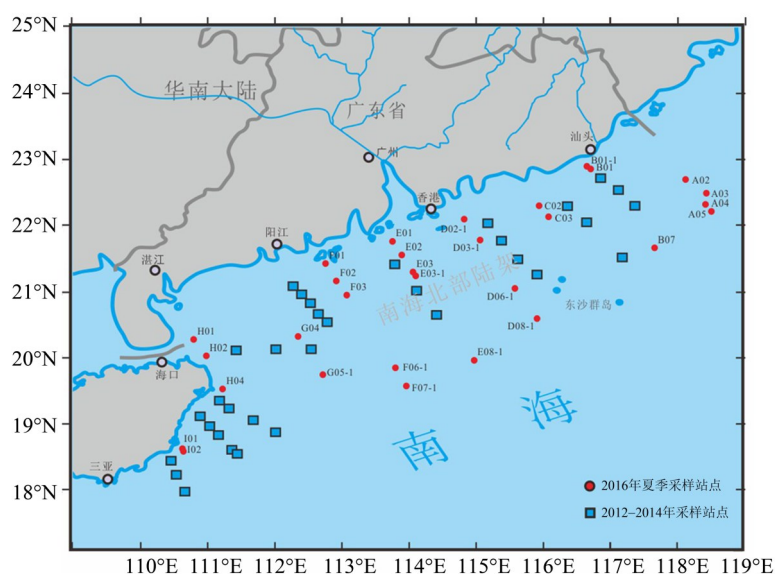 25°N
24°N
23°N
22°N
21°N
20°N
19°N
18°N
华南大陆
广东省
广州
汕头
B01-1
B01
A02
A03
A04
A05
香港
C02
C03
D02-1
阳江
E01
D03-1
B07
E02
F01
湛江
E03
E03-1
F02
F03
南海北部陆架
D06-1
东沙群岛
D08-1
G04
H01
H02
海口
E08-1
F06-1
G05-1
F07-1
H04
南海
I01
I02
三亚
2016年夏季采样站点
2012–2014年采样站点
110°E 111°E 112°E 113°E 114°E 115°E 116°E 117°E 118°E 119°E